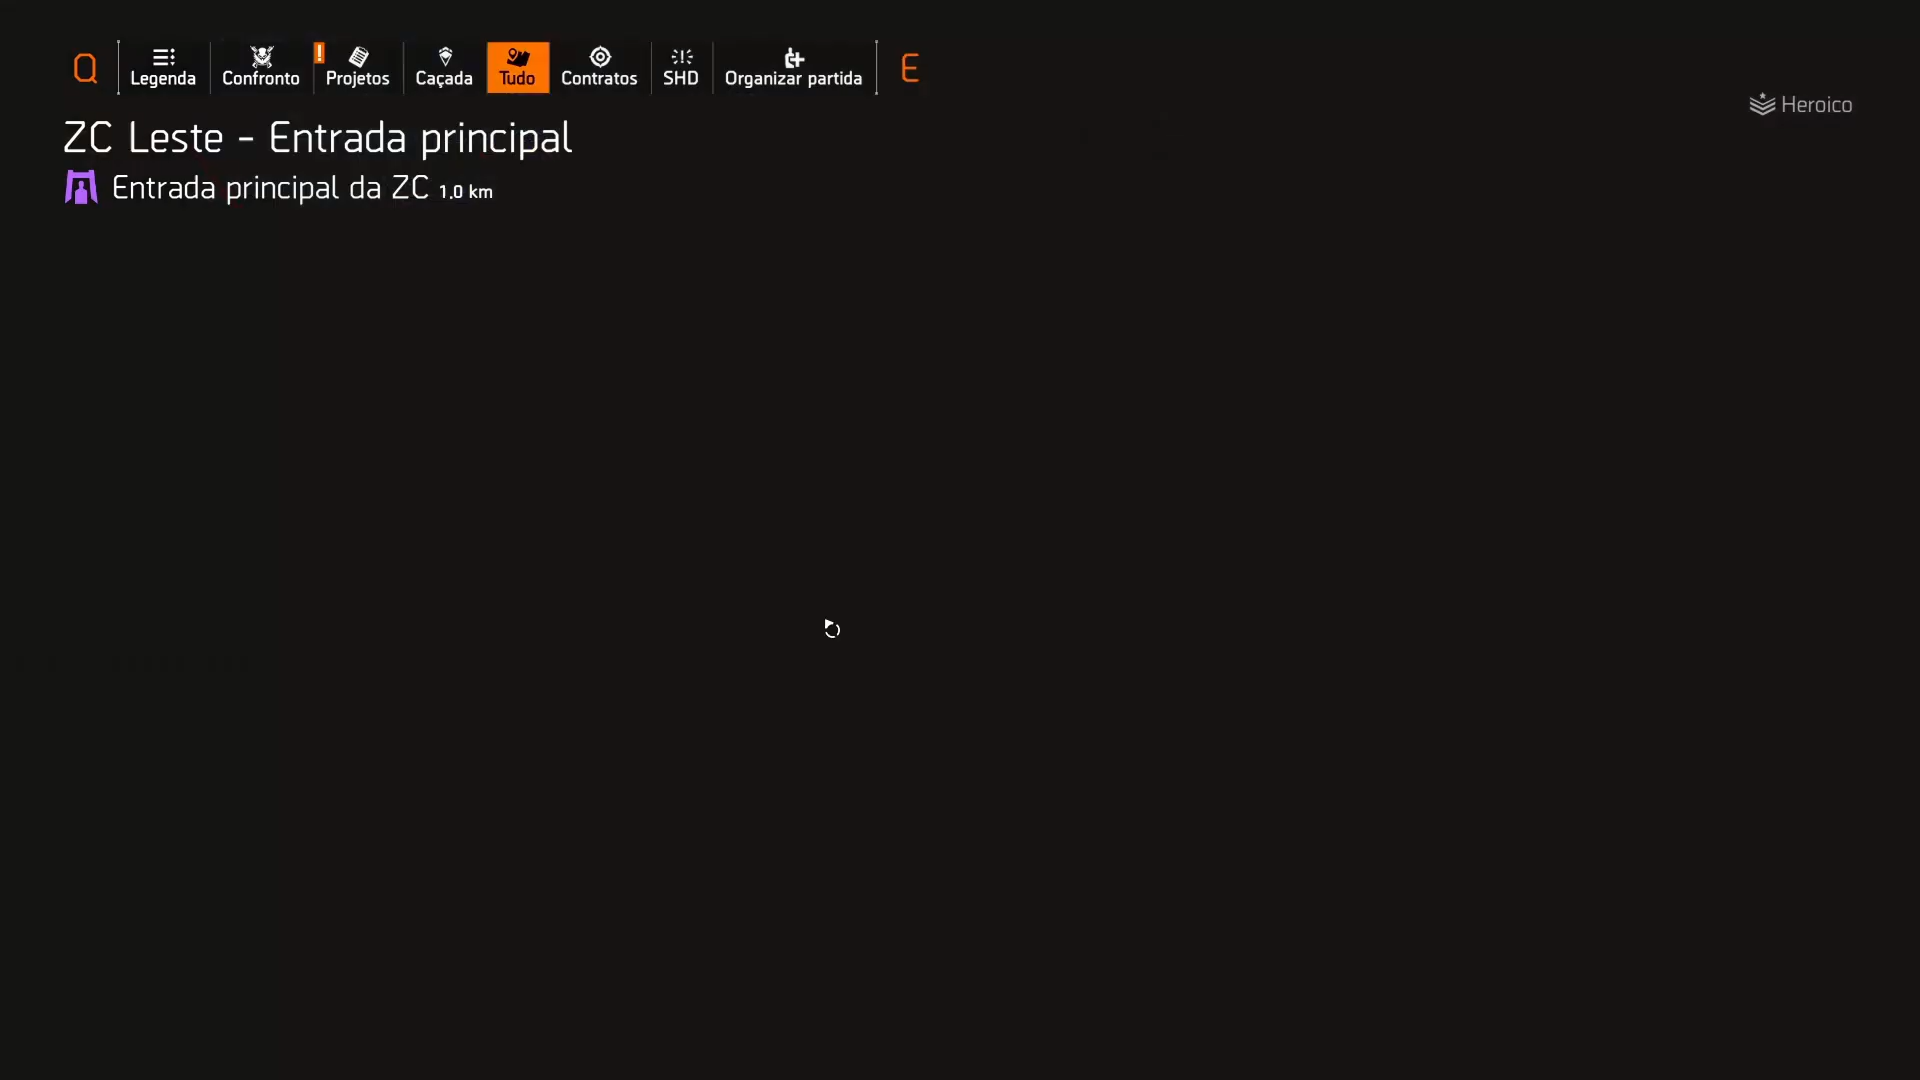 Q Legenda Confronto ! Projetos Caçada Tudo Contratos SHD Organizar partida E
Heroico
ZC Leste - Entrada principal
Entrada principal da ZC 1.0 km